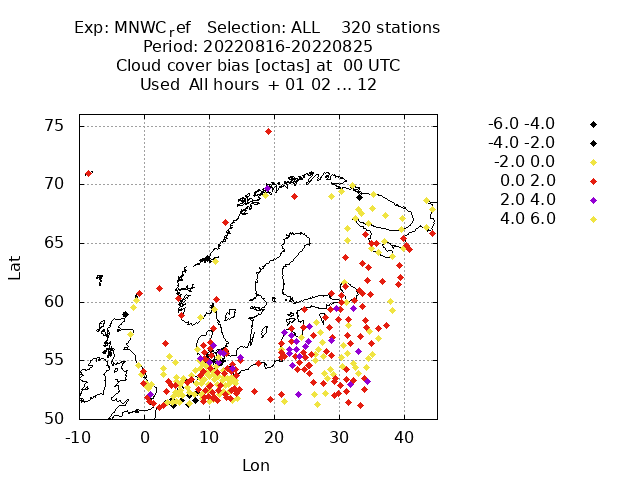 Exp: MNWC_ref   Selection: ALL    320 stations
Period: 20220816-20220825
Cloud cover bias [octas] at  00 UTC
Used  All hours  + 01 02 ... 12
-6.0 -4.0
-4.0 -2.0
-2.0 0.0
0.0 2.0
2.0 4.0
4.0 6.0
75
70
65
60
55
50
Lat
-10 0 10 20 30 40
Lon